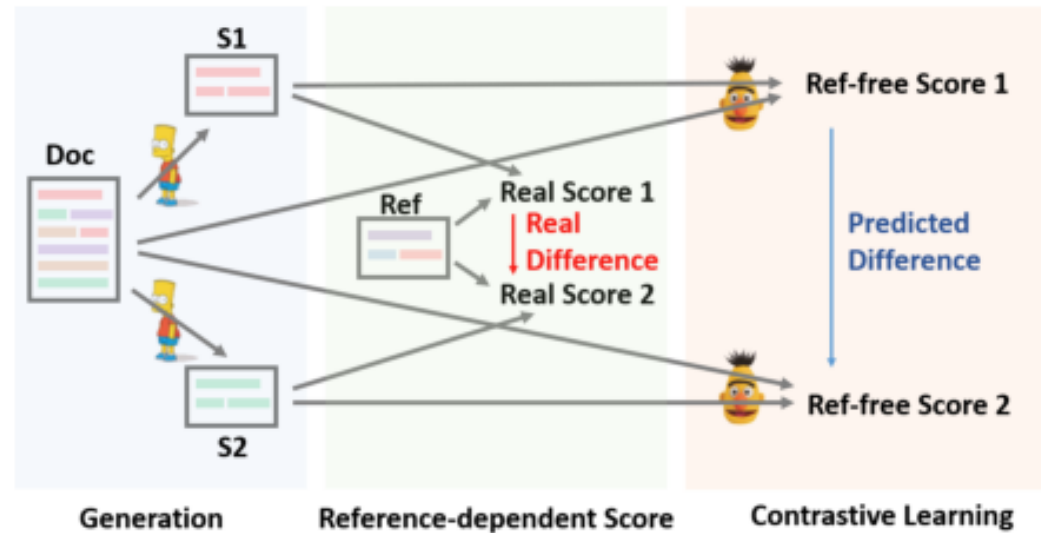 S1
Doc
Ref
S2
Real Score 1
Real
Difference
Real Score 2
Ref-free Score 1
Predicted
Difference
Ref-free Score 2
Generation
Reference-dependent Score
Contrastive Learning